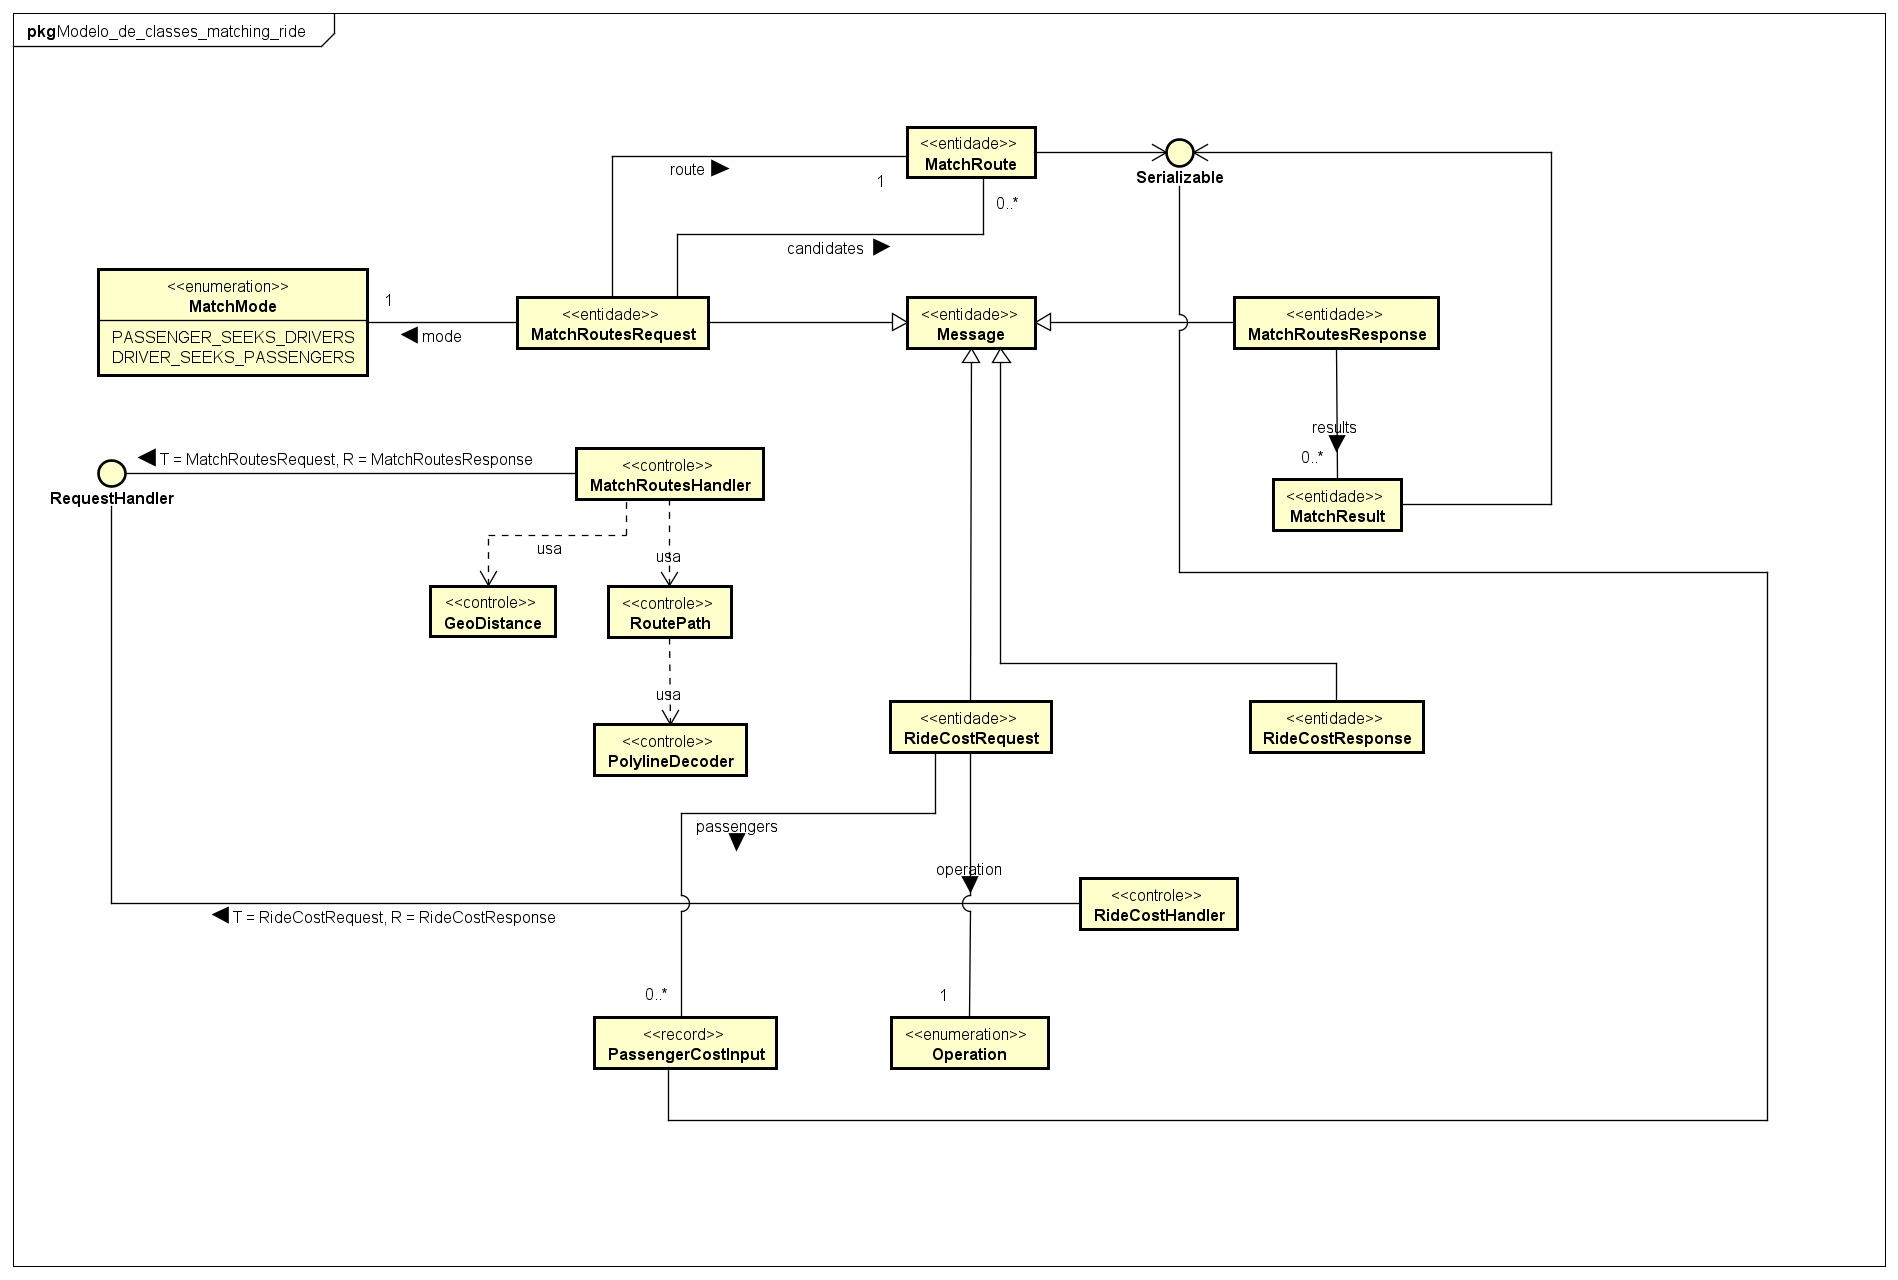 pkg Modelo_de_classes_matching_ride
<<entidade>>
MatchRoute
Serializable
route
1
0..*
candidates
<<enumeration>>
MatchMode
PASSENGER_SEEKS_DRIVERS
DRIVER_SEEKS_PASSENGERS
1
mode
<<entidade>>
MatchRoutesRequest
<<entidade>>
Message
<<entidade>>
MatchRoutesResponse
results
0..*
<<entidade>>
MatchResult
RequestHandler
T = MatchRoutesRequest, R = MatchRoutesResponse
<<controle>>
MatchRoutesHandler
usa
usa
<<controle>>
GeoDistance
<<controle>>
RoutePath
usa
<<controle>>
PolylineDecoder
<<entidade>>
RideCostRequest
<<entidade>>
RideCostResponse
passengers
operation
T = RideCostRequest, R = RideCostResponse
<<controle>>
RideCostHandler
0..*
1
<<record>>
PassengerCostInput
<<enumeration>>
Operation